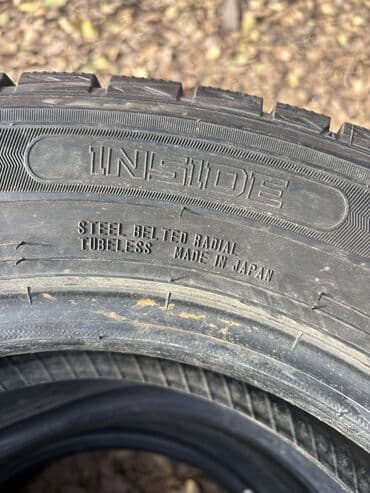 INSIDE
STEEL BELTED RADIAL
TUBELESS MADE IN JAPAN